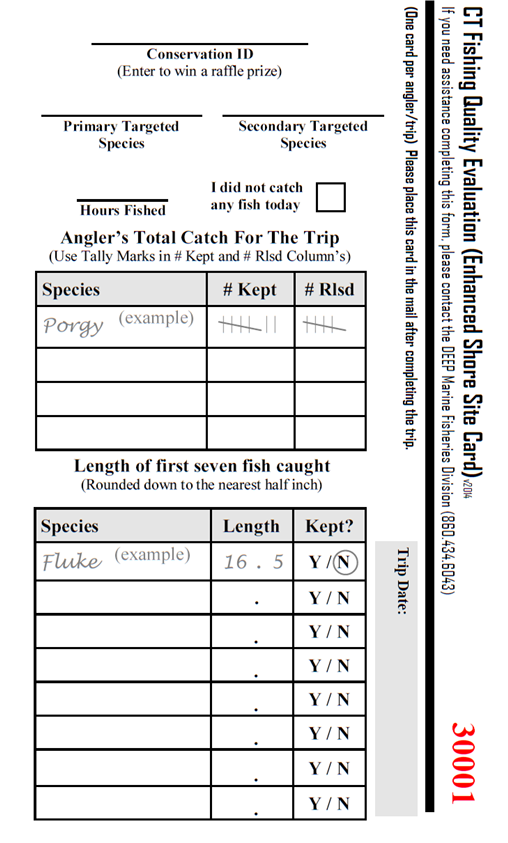 CT Fishing Quality Evaluation (Enhanced Shore Site Card) v2014
If you need assistance completing this form, please contact the DEEP Marine Fisheries Division (860.434.6043)
(One card per angler/trip) Please place this card in the mail after completing the trip.
30001
Trip Date:
Conservation ID
(Enter to win a raffle prize)
Primary Targeted Species
Secondary Targeted Species
Hours Fished
I did not catch
any fish today
Angler's Total Catch For The Trip
(Use Tally Marks in # Kept and # Rlsd Column's)
Species # Kept # Rlsd
Porgy (example)
Length of first seven fish caught
(Rounded down to the nearest half inch)
Species Length Kept?
Fluke (example) 16 . 5 Y / N
. Y / N
. Y / N
. Y / N
. Y / N
. Y / N
. Y / N
. Y / N